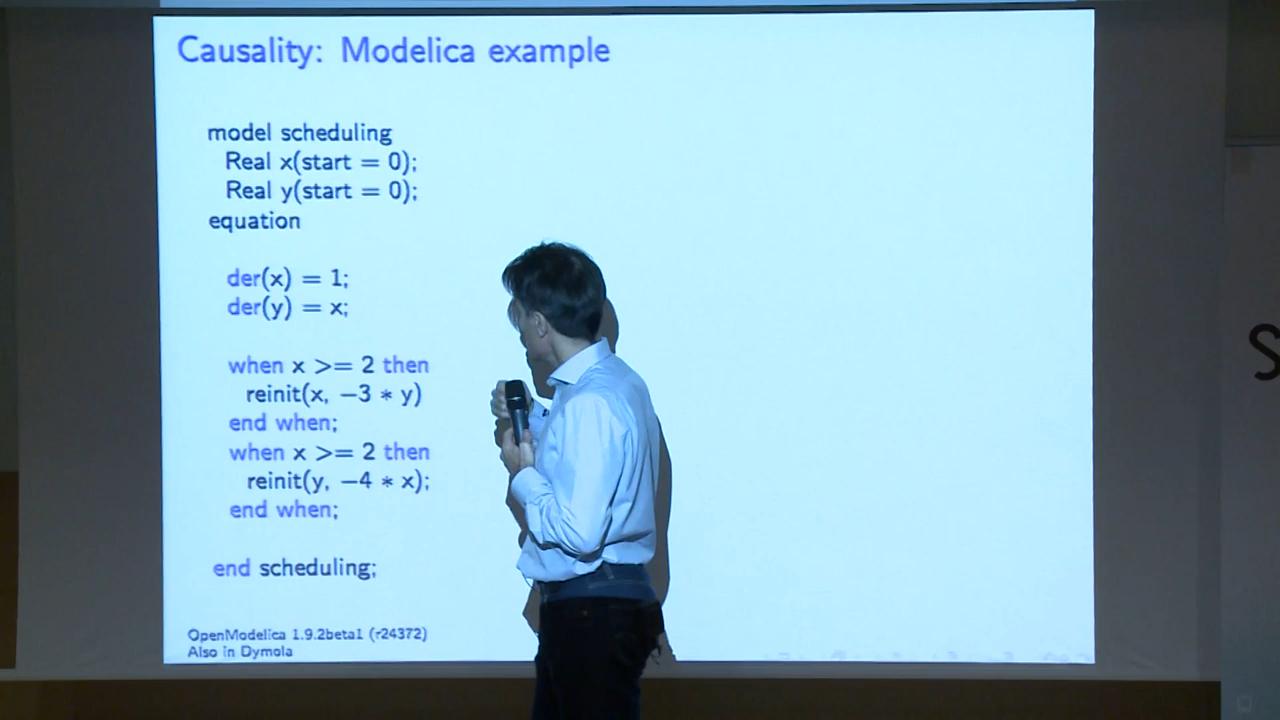 Causality: Modelica example
model scheduling
Real x(start = 0);
Real y(start = 0);
equation
der(x) = 1;
der(y) = x;
when x >= 2 then
reinit(x, −3 ∗ y)
end when;
when x >= 2 then
reinit(y, −4 ∗ x);
end when;
end scheduling;
OpenModelica 1.9.2beta1 (r24372)
Also in Dymola